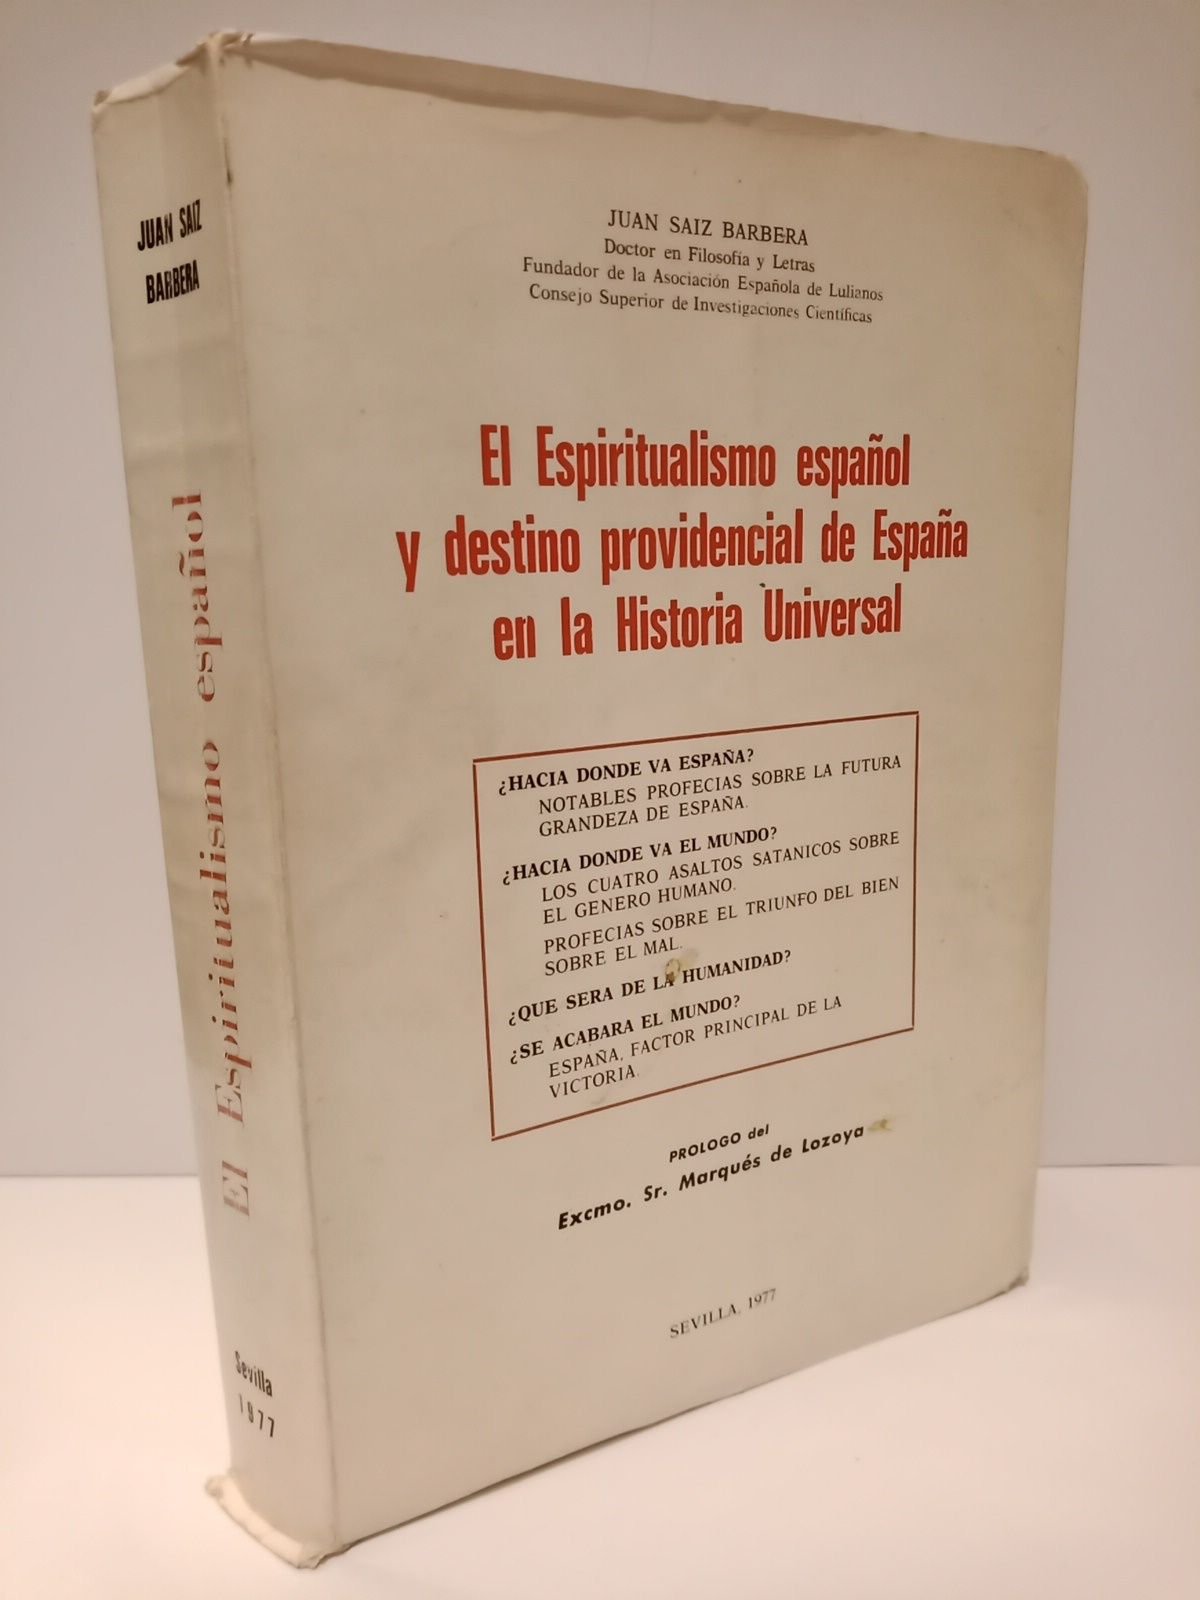 JUAN SAIZ
BARBERA
El Espiritualismo español
Sevilla
1977
JUAN SAIZ BARBERA
Doctor en Filosofía y Letras
Fundador de la Asociación Española de Lulianos
Consejo Superior de Investigaciones Científicas
El Espiritualismo español
y destino providencial de España
en la Historia Universal
¿HACIA DONDE VA ESPAÑA?
NOTABLES PROFECIAS SOBRE LA FUTURA
GRANDEZA DE ESPAÑA.
¿HACIA DONDE VA EL MUNDO?
LOS CUATRO ASALTOS SATANICOS SOBRE
EL GENERO HUMANO.
PROFECIAS SOBRE EL TRIUNFO DEL BIEN
SOBRE EL MAL.
¿QUE SERA DE LA HUMANIDAD?
¿SE ACABARA EL MUNDO?
ESPAÑA, FACTOR PRINCIPAL DE LA
VICTORIA.
PROLOGO del
Excmo. Sr. Marqués de Lozoya
SEVILLA, 1977